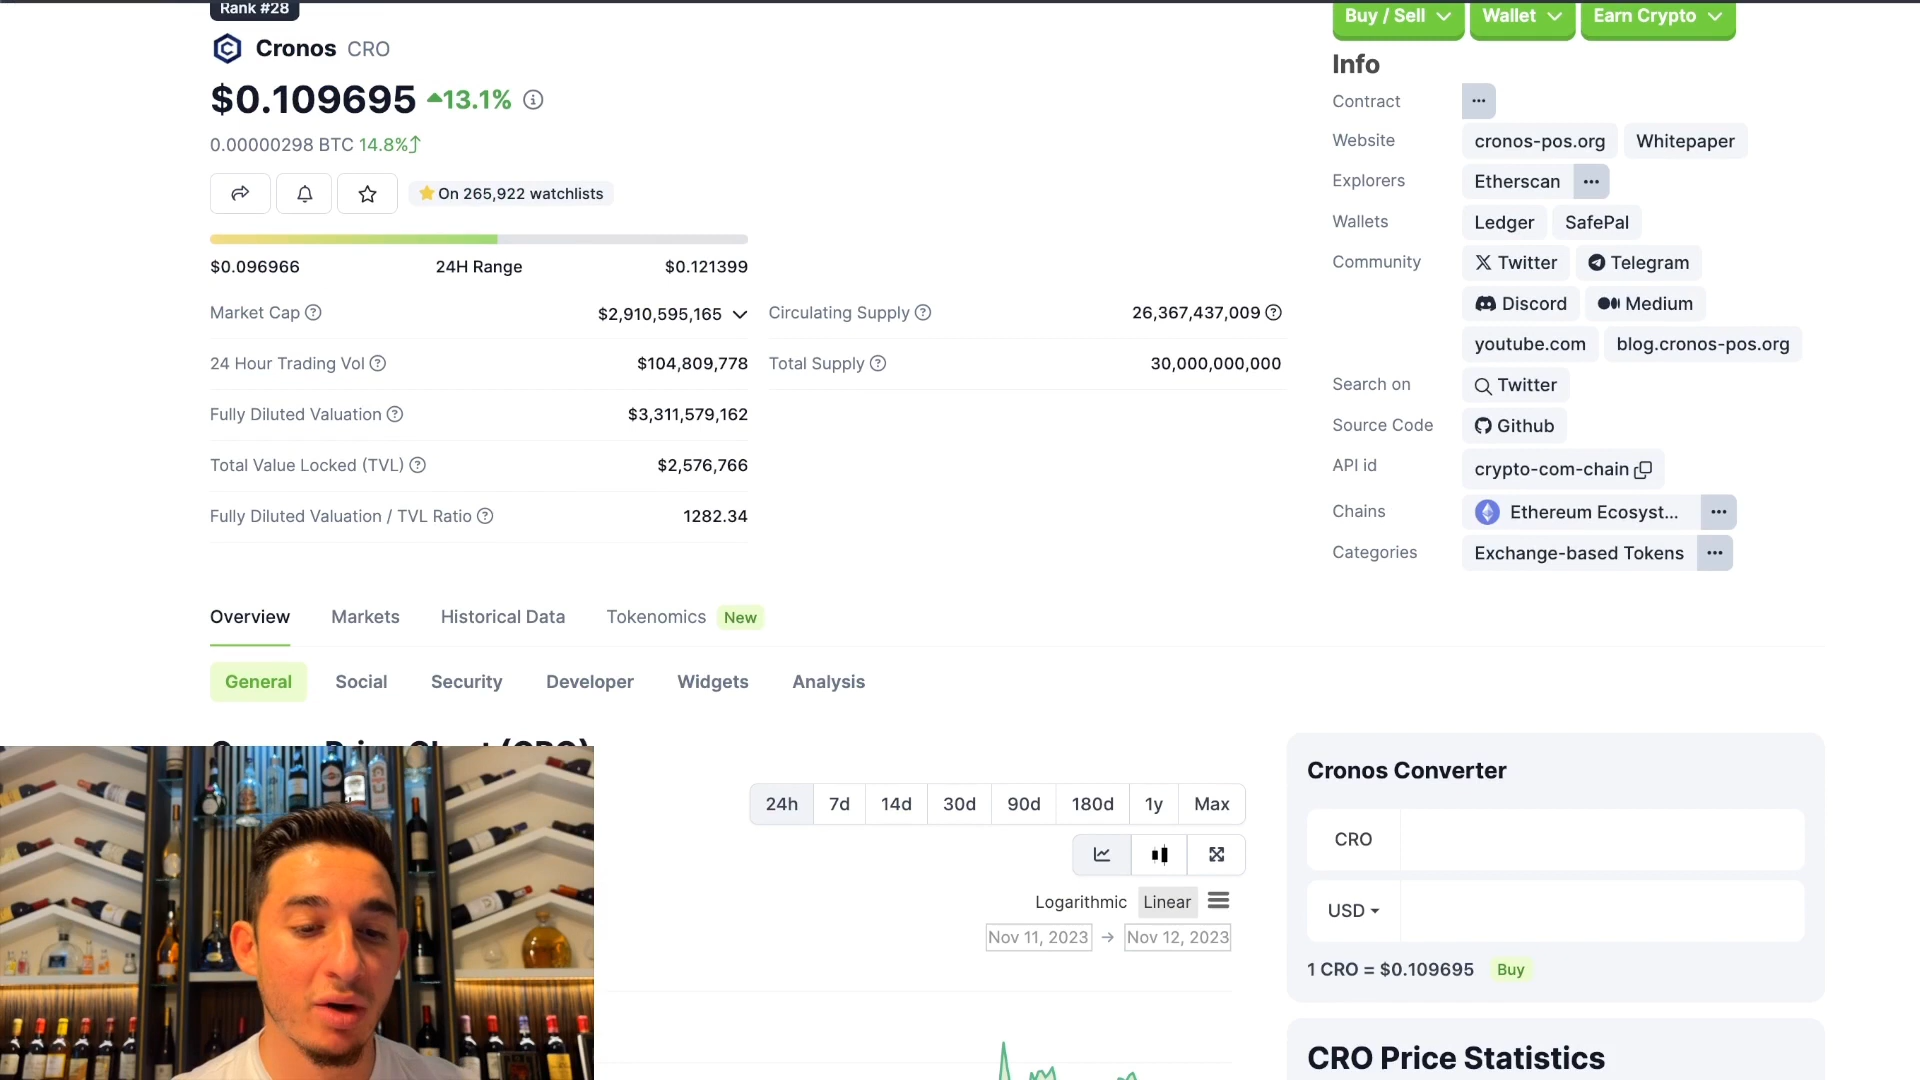 Rank #28
Cronos CRO
$0.109695 13.1%
0.00000298 BTC 14.8%
On 265,922 watchlists
$0.096966 24H Range $0.121399
Market Cap $2,910,595,165
24 Hour Trading Vol $104,809,778
Fully Diluted Valuation $3,311,579,162
Total Value Locked (TVL) $2,576,766
Fully Diluted Valuation / TVL Ratio 1282.34
Circulating Supply 26,367,437,009
Total Supply 30,000,000,000
Buy / Sell Wallet Earn Crypto
Info
Contract
Website cronos-pos.org Whitepaper
Explorers Etherscan
Wallets Ledger SafePal
Community Twitter Telegram
Discord Medium
youtube.com blog.cronos-pos.org
Search on Twitter
Source Code Github
API id crypto-com-chain
Chains Ethereum Ecosyst...
Categories Exchange-based Tokens
Overview Markets Historical Data Tokenomics New
General Social Security Developer Widgets Analysis
24h 7d 14d 30d 90d 180d 1y Max
Logarithmic Linear
Nov 11, 2023 → Nov 12, 2023
Cronos Converter
CRO
USD
1 CRO = $0.109695 Buy
CRO Price Statistics